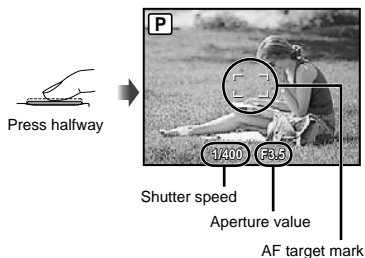 P
Press halfway
1/400 F3.5
Shutter speed
Aperture value
AF target mark